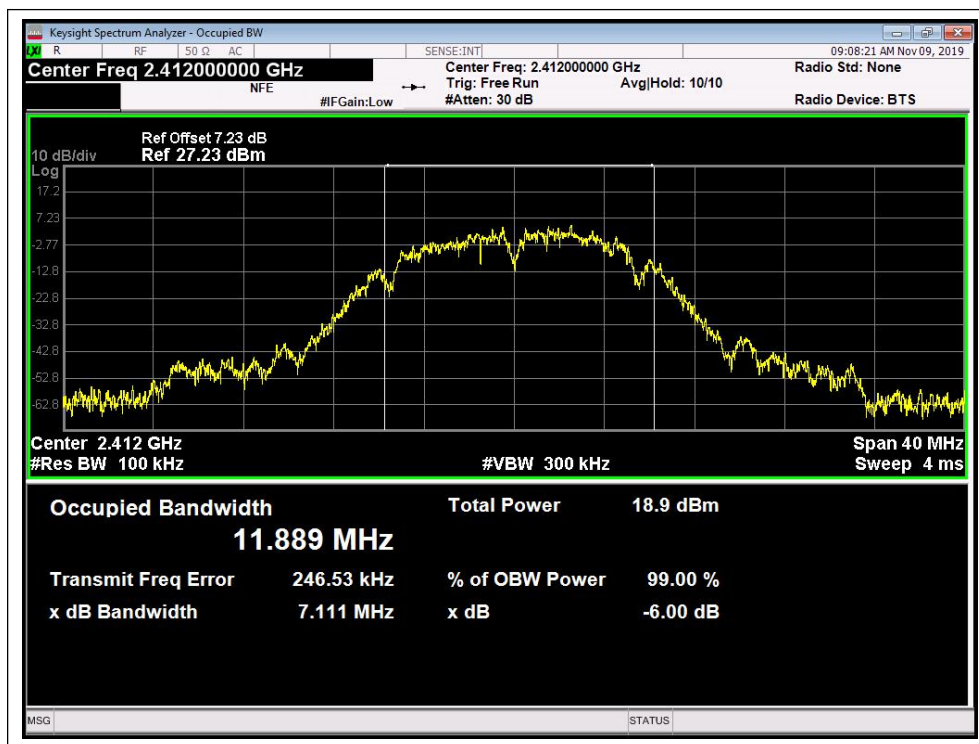 Keysight Spectrum Analyzer - Occupied BW
LXI R RF 50 Ω AC SENSE:INT 09:08:21 AM Nov 09, 2019
Center Freq 2.412000000 GHz Center Freq: 2.412000000 GHz Radio Std: None
NFE Trig: Free Run Avg|Hold: 10/10
#IFGain:Low #Atten: 30 dB Radio Device: BTS
Ref Offset 7.23 dB
10 dB/div Ref 27.23 dBm
Log
17.2
7.23
-2.77
-12.8
-22.8
-32.8
-42.8
-52.8
-62.8
Center 2.412 GHz Span 40 MHz
#Res BW 100 kHz #VBW 300 kHz Sweep 4 ms
Occupied Bandwidth Total Power 18.9 dBm
11.889 MHz
Transmit Freq Error 246.53 kHz % of OBW Power 99.00 %
x dB Bandwidth 7.111 MHz x dB -6.00 dB
MSG STATUS